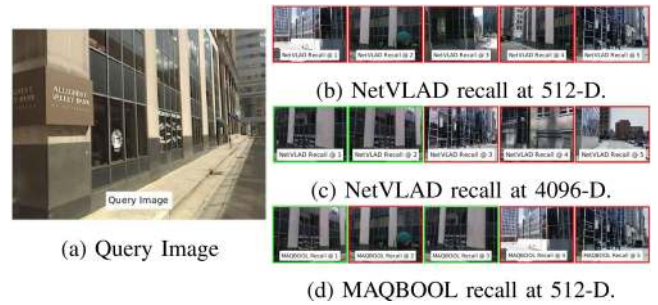 ALLEGHENY
VALLEY BANK
Query Image
(a) Query Image
NetVLAD Recall @ 1
NetVLAD Recall @ 2
NetVLAD Recall @ 3
NetVLAD Recall @ 4
NetVLAD Recall @ 5
(b) NetVLAD recall at 512-D.
NetVLAD Recall @ 1
NetVLAD Recall @ 2
NetVLAD Recall @ 3
NetVLAD Recall @ 4
NetVLAD Recall @ 5
(c) NetVLAD recall at 4096-D.
MAQBOOL Recall @ 1
MAQBOOL Recall @ 2
MAQBOOL Recall @ 3
MAQBOOL Recall @ 4
MAQBOOL Recall @ 5
(d) MAQBOOL recall at 512-D.